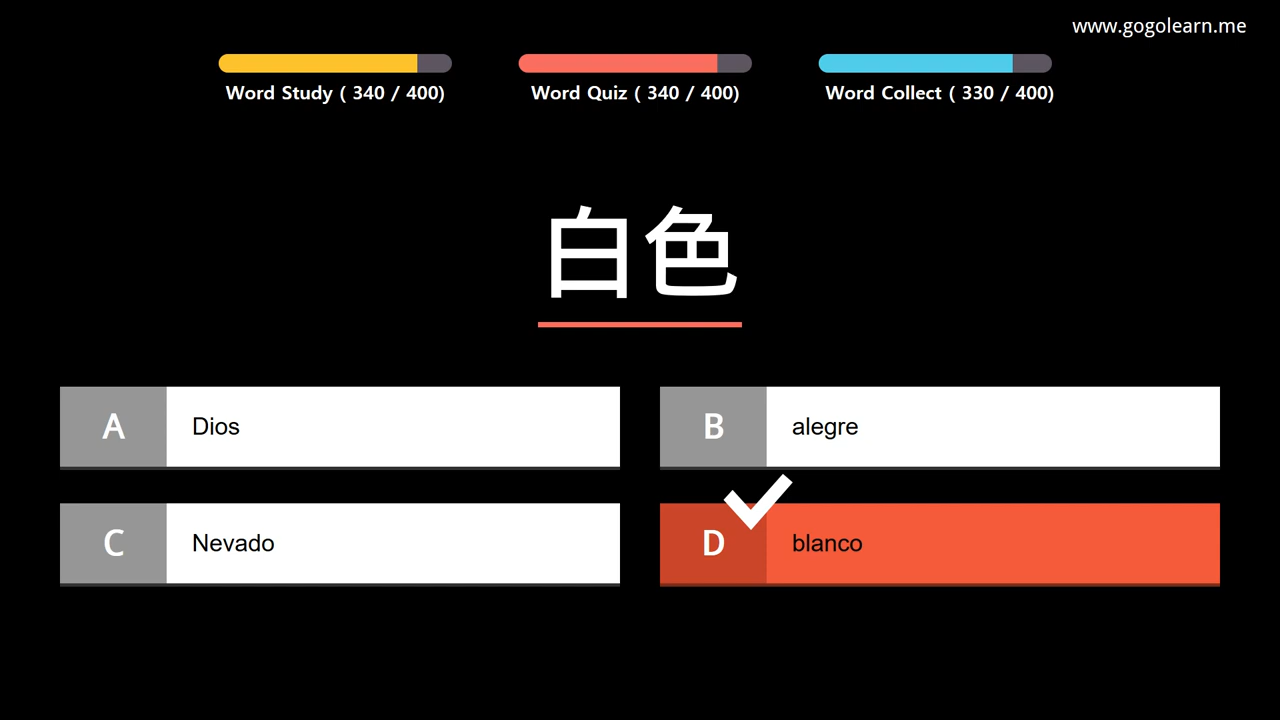 www.gogolearn.me
Word Study ( 340 / 400)
Word Quiz ( 340 / 400)
Word Collect ( 330 / 400)
白色
A Dios
B alegre
C Nevado
D blanco